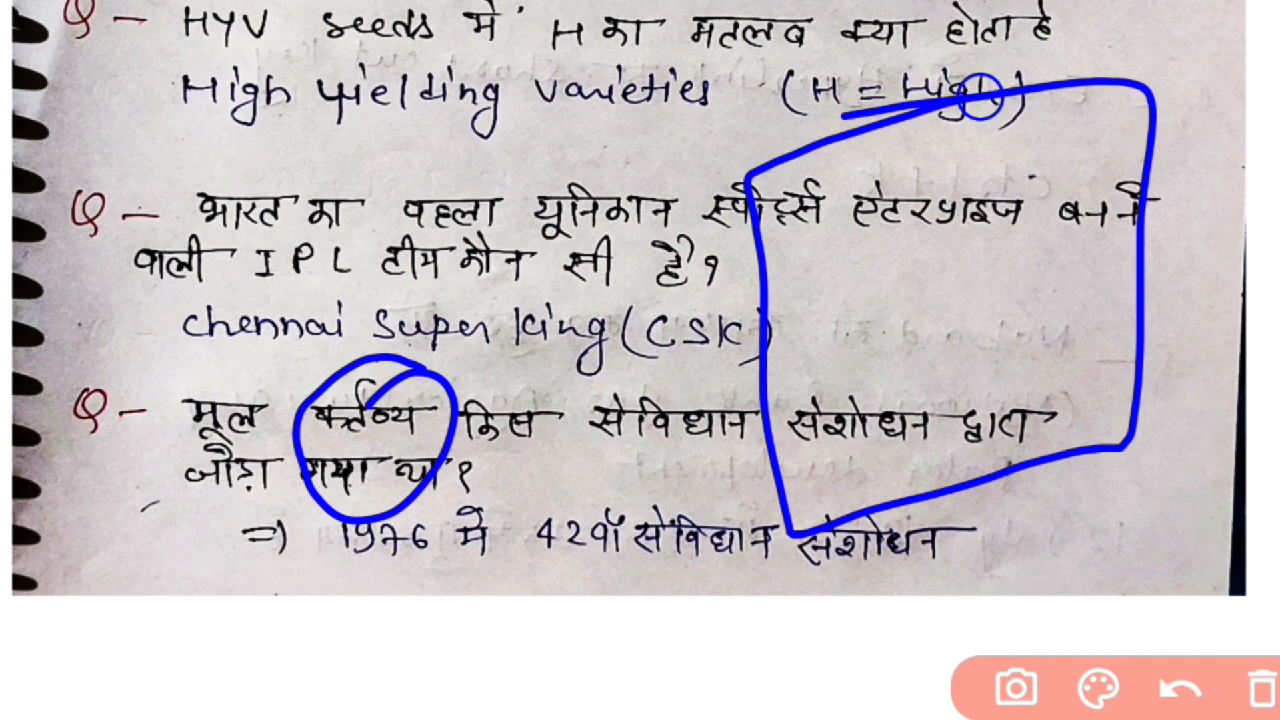 Q - HYV seeds में H का मतलब क्या होता है
High yielding varieties (H = High)
Q - भारत का पहला यूनिकान स्पोर्ट्स ऐंटरप्राइज बनने
वाली IPL टीम कौन सी है?
chennai super king (CSK)
Q - मूल कर्तव्य किस संविधान संशोधन द्वारा
जोड़ा गया था?
=) 1976 में 42वाँ संविधान संशोधन